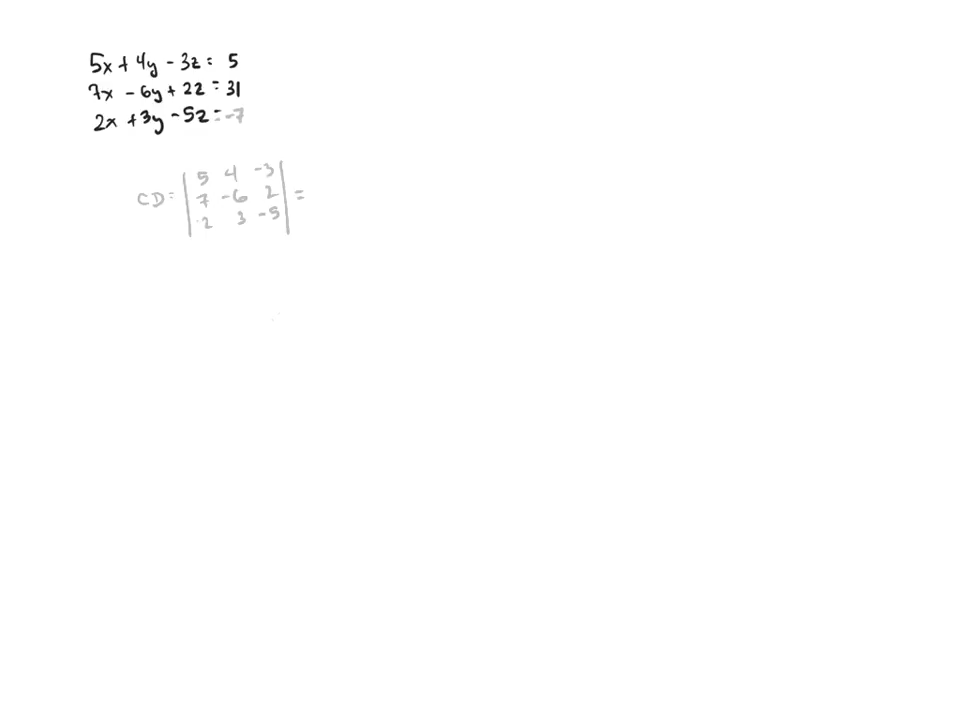 5x + 4y - 3z = 5
7x - 6y + 2z = 31
2x + 3y - 5z = -7
5 4 -3
CD = 7 -6 2 =
2 3 -5